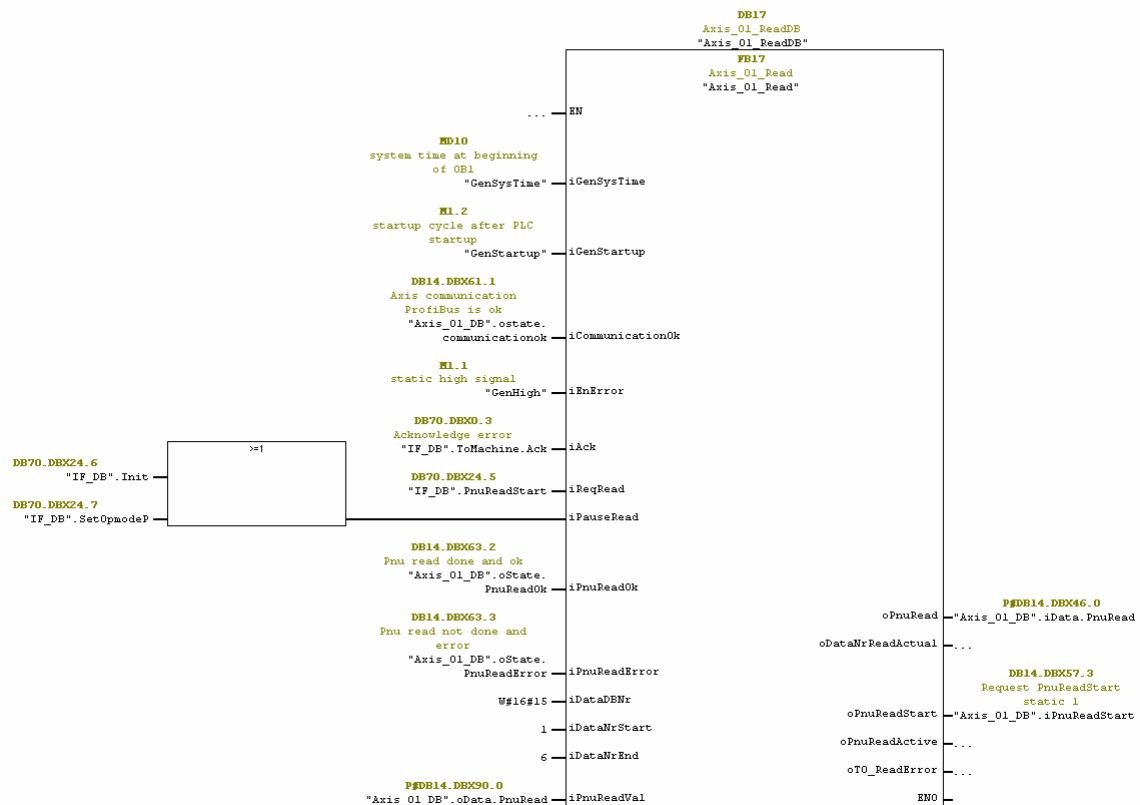 DB17
Axis_01_ReadDB
"Axis_01_ReadDB"
FB17
Axis_01_Read
"Axis_01_Read"
... EN
MD10
system time at beginning
of OB1
"GenSysTime" iGenSysTime
M1.2
startup cycle after PLC
startup
"GenStartup" iGenStartup
DB14.DBX61.1
Axis communication
ProfiBus is ok
"Axis_01_DB".ostate.
communicationok iCommunicationOk
M1.1
static high signal
"GenHigh" iEnError
DB70.DBX0.3
Acknowledge error
"IF_DB".ToMachine.Ack iAck
>=1
DB70.DBX24.6
"IF_DB".Init
DB70.DBX24.7
"IF_DB".SetOpmodeP
DB70.DBX24.5
"IF_DB".PnuReadStart iReqRead
iPauseRead
DB14.DBX63.2
Pnu read done and ok
"Axis_01_DB".oState.
PnuReadOk iPnuReadOk
DB14.DBX63.3
Pnu read not done and
error
"Axis_01_DB".oState.
PnuReadError iPnuReadError
W#16#15 iDataDBNr
1 iDataNrStart
6 iDataNrEnd
P#DB14.DBX90.0
"Axis_01_DB".oData.PnuRead iPnuReadVal
P#DB14.DBX46.0
oPnuRead "Axis_01_DB".iData.PnuRead
oDataNrReadActual ...
DB14.DBX57.3
Request PnuReadStart
static 1
oPnuReadStart "Axis_01_DB".iPnuReadStart
oPnuReadActive ...
oTO_ReadError ...
ENO